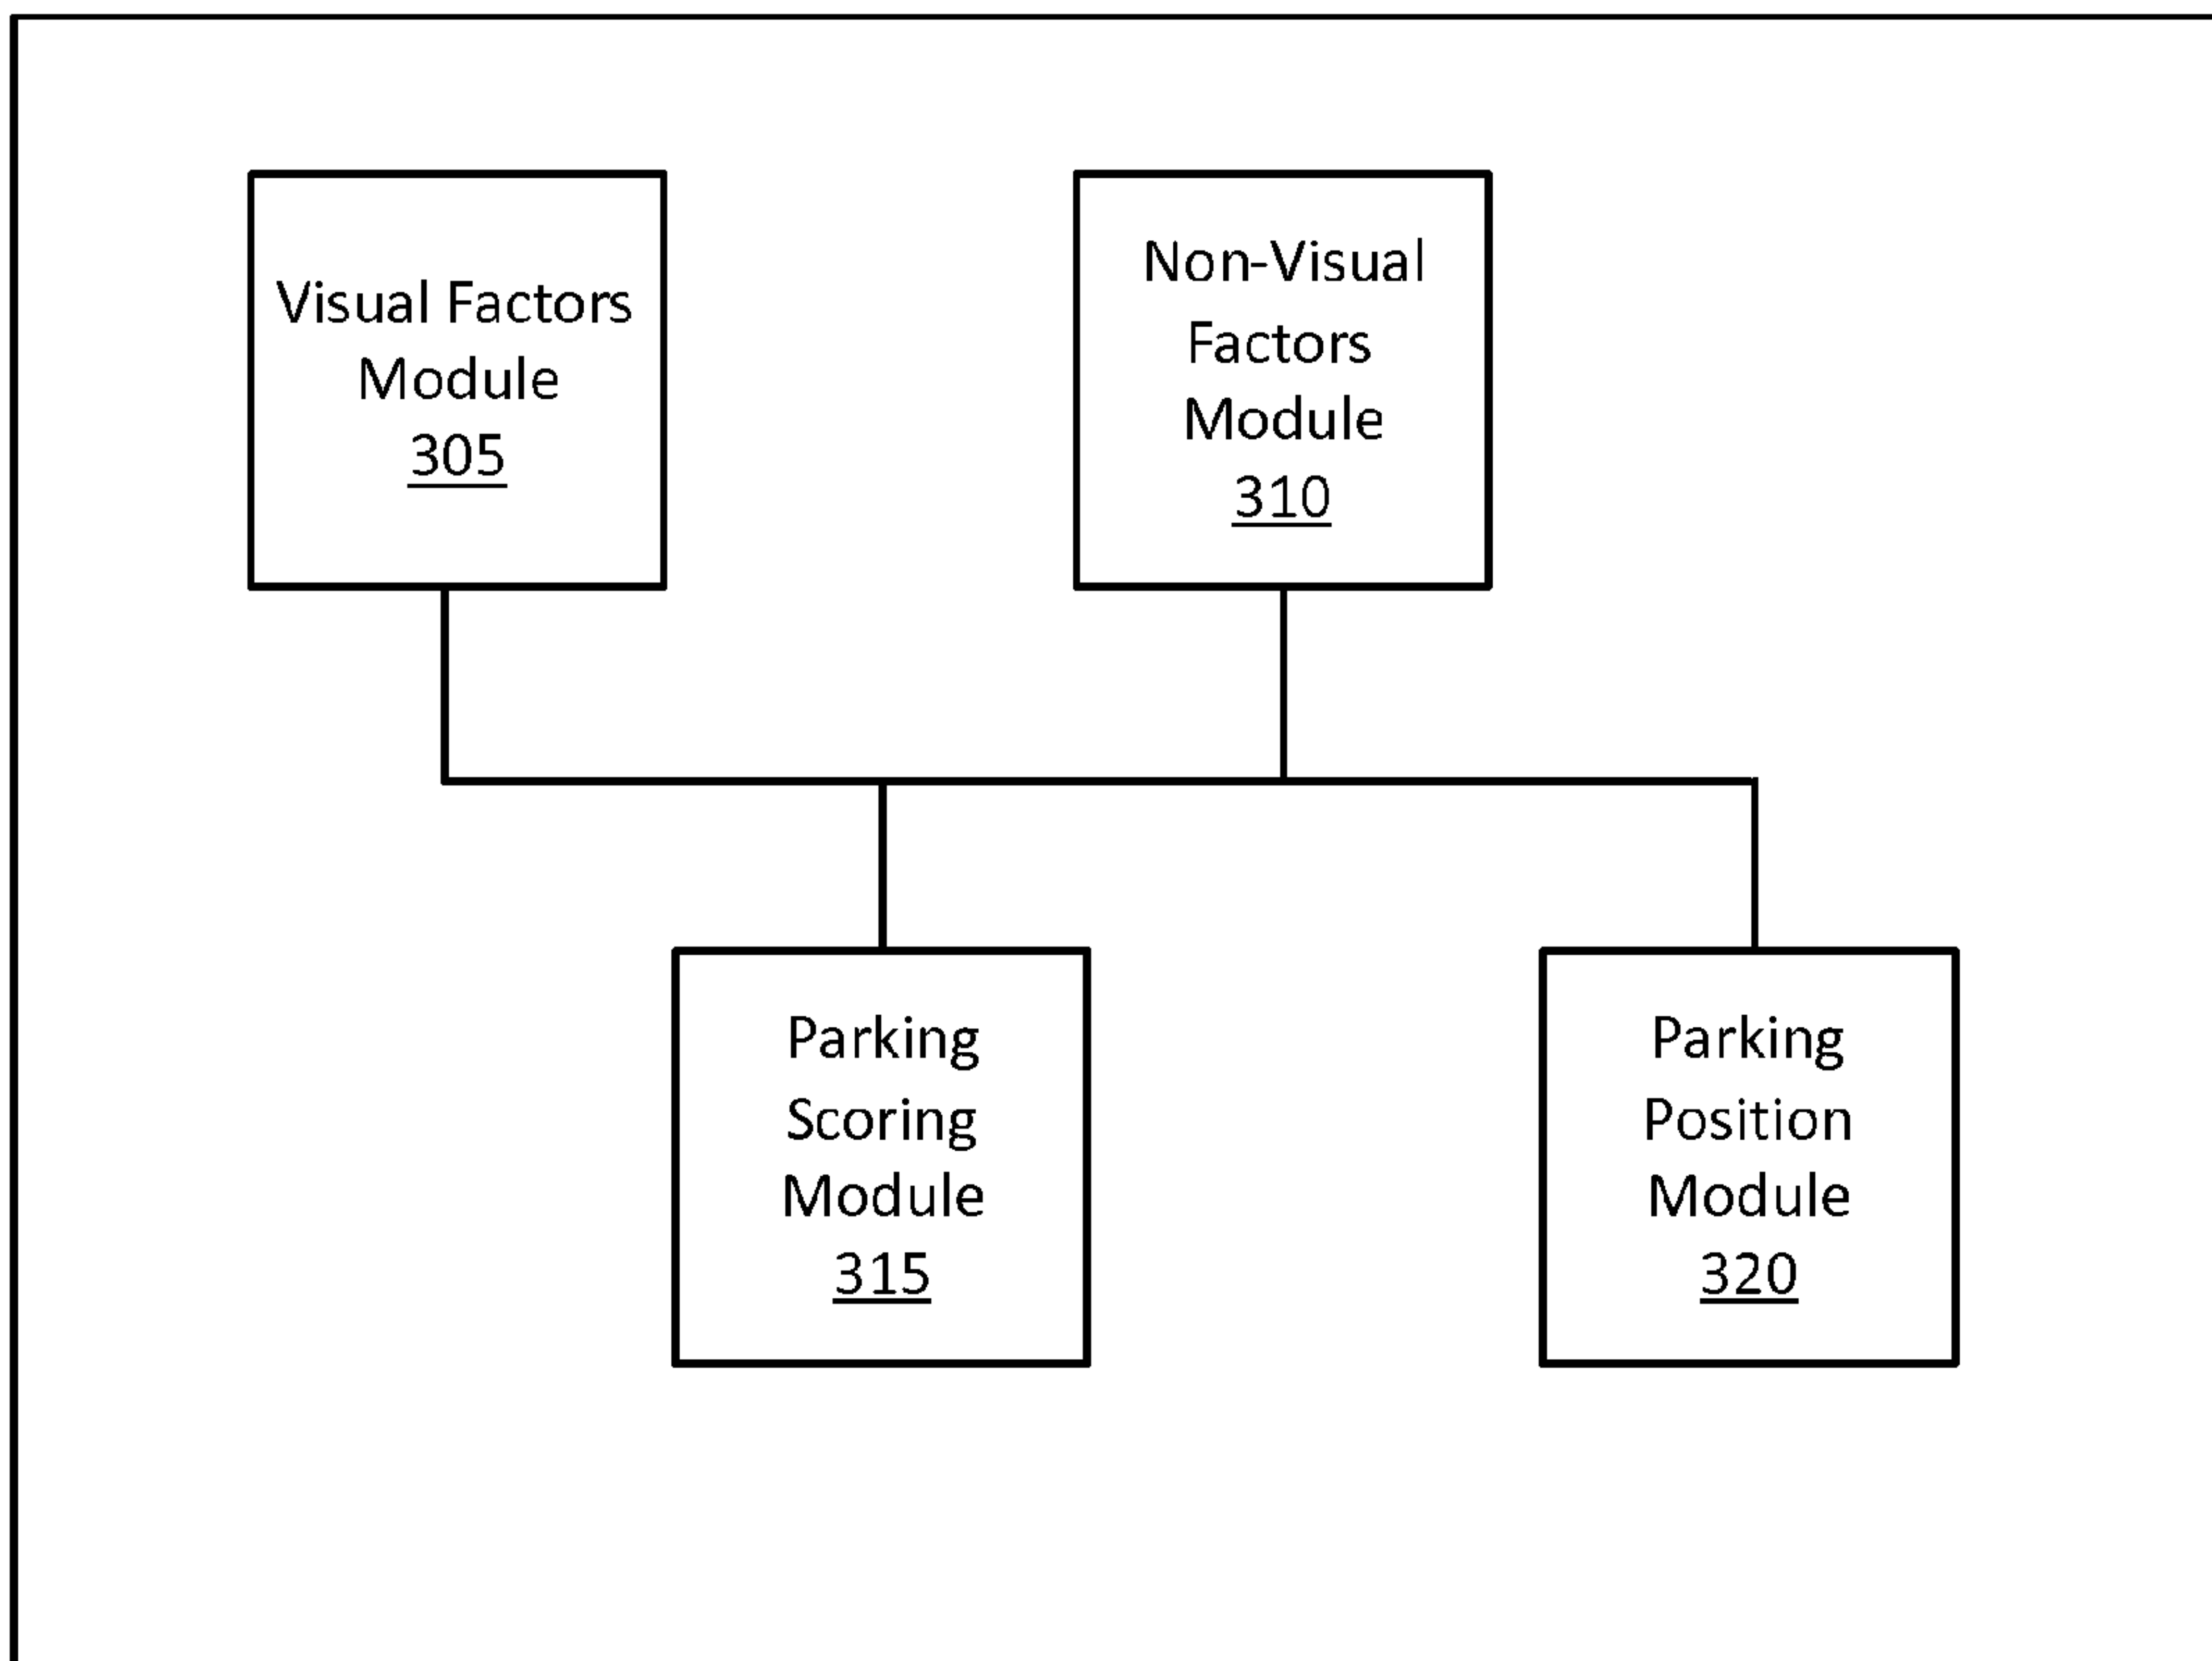 Visual Factors
Module
305
Non-Visual
Factors
Module
310
Parking
Scoring
Module
315
Parking
Position
Module
320